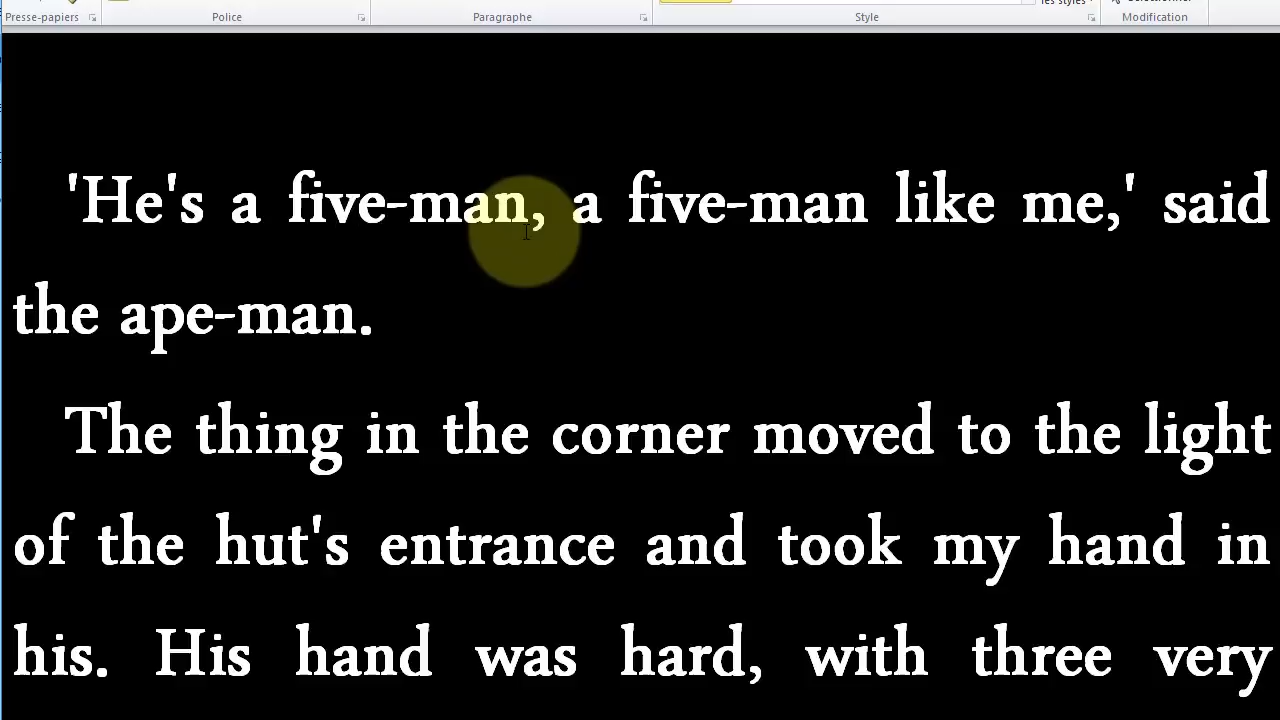 les styles
Presse-papiers Police Paragraphe Style Modification
'He's a five-man, a five-man like me,' said
the ape-man.
The thing in the corner moved to the light
of the hut's entrance and took my hand in
his. His hand was hard, with three very